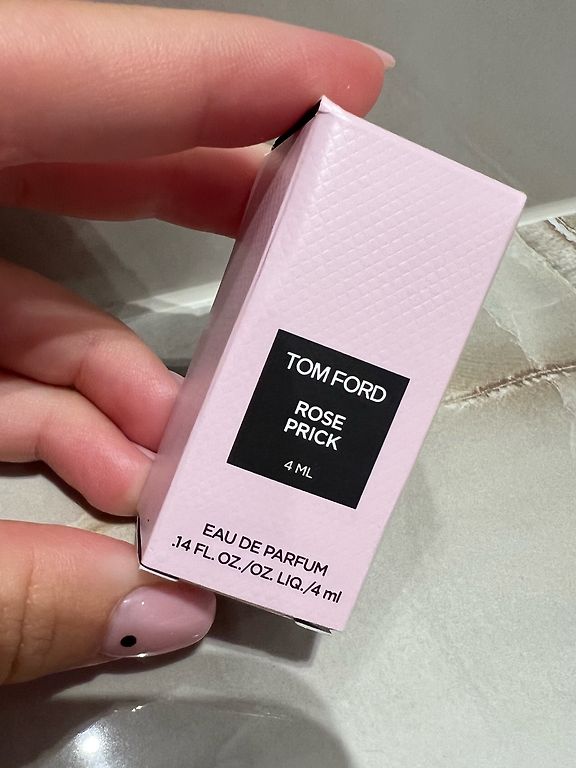 TOM FORD
ROSE
PRICK
4 ML
EAU DE PARFUM
.14 FL. OZ./OZ. LIQ./4 ml